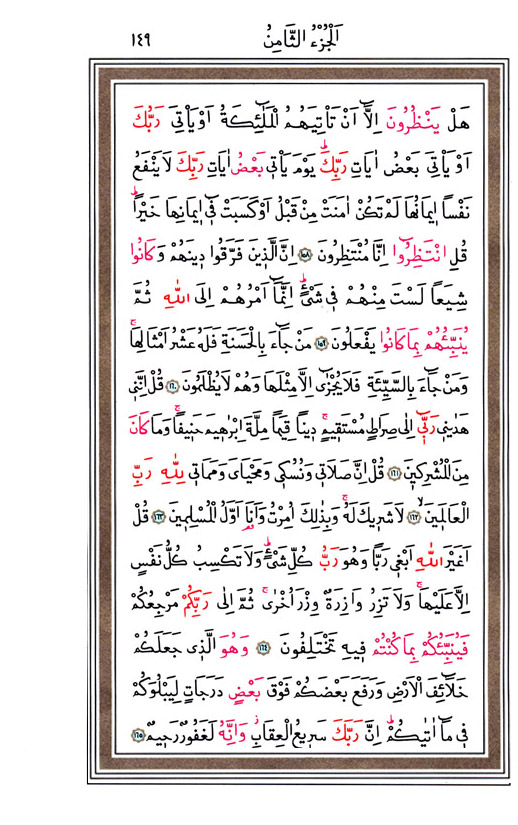 اَلْجُزْءُ الثَّامِنُ ١٤٩
هَلْ يَنْظُرُونَ اِلَّٓا اَنْ تَأْتِيَهُمُ الْمَلٰٓئِكَةُ اَوْ يَأْتِيَ رَبُّكَ
اَوْ يَأْتِيَ بَعْضُ اٰيَاتِ رَبِّكَۜ يَوْمَ يَأْتٖي بَعْضُ اٰيَاتِ رَبِّكَ لَا يَنْفَعُ
نَفْسًا اٖيمَانُهَا لَمْ تَكُنْ اٰمَنَتْ مِنْ قَبْلُ اَوْ كَسَبَتْ فٖٓي اٖيمَانِهَا خَيْرًاۜ
قُلِ انْتَظِرُٓوا اِنَّا مُنْتَظِرُونَ ﴿١٥٨﴾ اِنَّ الَّذٖينَ فَرَّقُوا دٖينَهُمْ وَكَانُوا
شِيَعًا لَسْتَ مِنْهُمْ فٖي شَيْءٍۜ اِنَّمَٓا اَمْرُهُمْ اِلَى اللّٰهِ ثُمَّ
يُنَبِّئُهُمْ بِمَا كَانُوا يَفْعَلُونَ ﴿١٥٩﴾ مَنْ جَٓاءَ بِالْحَسَنَةِ فَلَهُ عَشْرُ اَمْثَالِهَاۚ
وَمَنْ جَٓاءَ بِالسَّيِّئَةِ فَلَا يُجْزٰٓى اِلَّا مِثْلَهَا وَهُمْ لَا يُظْلَمُونَ ﴿١٦٠﴾ قُلْ اِنَّنٖي
هَدٰينٖي رَبّٖٓي اِلٰى صِرَاطٍ مُسْتَقٖيمٍۚ دٖينًا قِيَمًا مِلَّةَ اِبْرٰهٖيمَ حَنٖيفًاۚ وَمَا كَانَ
مِنَ الْمُشْرِكٖينَ ﴿١٦١﴾ قُلْ اِنَّ صَلَاتٖي وَنُسُكٖي وَمَحْيَايَ وَمَمَاتٖي لِلّٰهِ رَبِّ
الْعَالَمٖينَۙ ﴿١٦٢﴾ لَا شَرٖيكَ لَهُۚ وَبِذٰلِكَ اُمِرْتُ وَاَنَا اَوَّلُ الْمُسْلِمٖينَ ﴿١٦٣﴾ قُلْ
اَغَيْرَ اللّٰهِ اَبْغٖي رَبًّا وَهُوَ رَبُّ كُلِّ شَيْءٍۜ وَلَا تَكْسِبُ كُلُّ نَفْسٍ
اِلَّا عَلَيْهَاۚ وَلَا تَزِرُ وَازِرَةٌ وِزْرَ اُخْرٰىۚ ثُمَّ اِلٰى رَبِّكُمْ مَرْجِعُكُمْ
فَيُنَبِّئُكُمْ بِمَا كُنْتُمْ فٖيهِ تَخْتَلِفُونَ ﴿١٦٤﴾ وَهُوَ الَّذٖي جَعَلَكُمْ
خَلَٓائِفَ الْاَرْضِ وَرَفَعَ بَعْضَكُمْ فَوْقَ بَعْضٍ دَرَجَاتٍ لِيَبْلُوَكُمْ
فٖي مَٓا اٰتٰيكُمْۜ اِنَّ رَبَّكَ سَرٖيعُ الْعِقَابِۘ وَاِنَّهُ لَغَفُورٌ رَحٖيمٌ ﴿١٦٥﴾